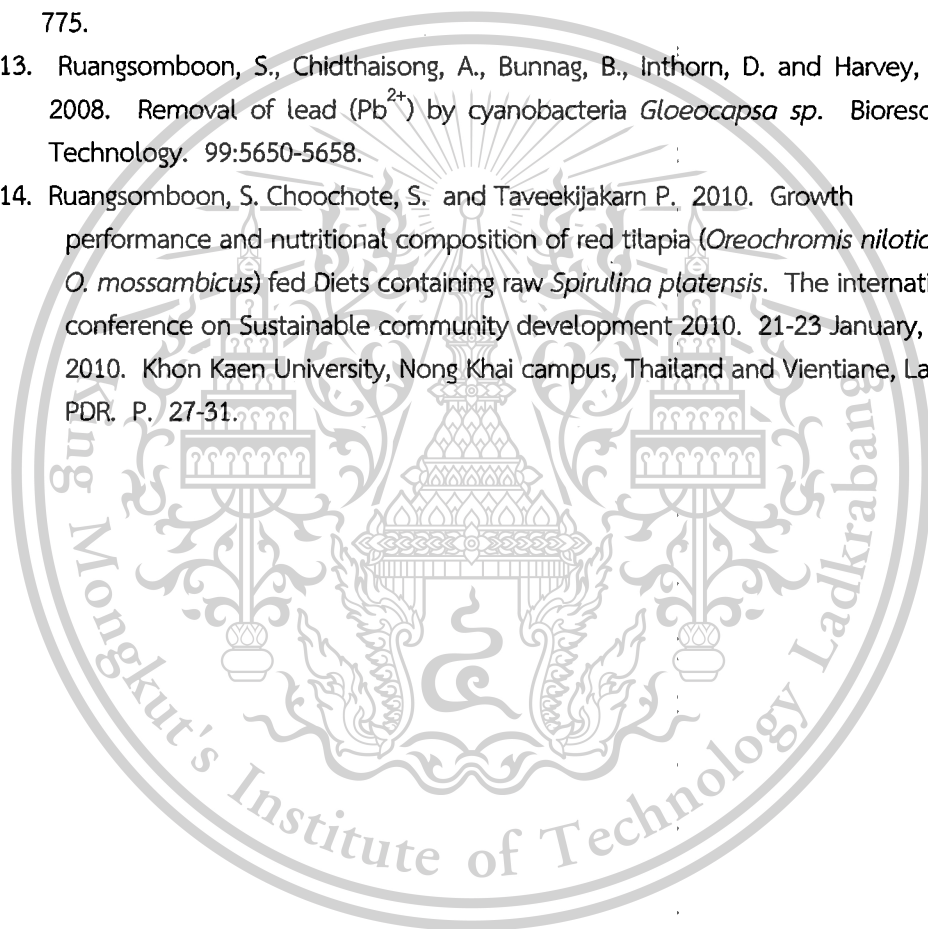 775.
13. Ruangsomboon, S., Chidthaisong, A., Bunnag, B., Inthorn, D. and Harvey,
2008. Removal of lead (Pb²⁺) by cyanobacteria Gloeocapsa sp. Bioreso
Technology. 99:5650-5658.
14. Ruangsomboon, S. Choochote, S. and Taveekijakarn P. 2010. Growth
performance and nutritional composition of red tilapia (Oreochromis nilotic
O. mossambicus) fed Diets containing raw Spirulina platensis. The internati
conference on Sustainable community development 2010. 21-23 January,
2010. Khon Kaen University, Nong Khai campus, Thailand and Vientiane, La
PDR. P. 27-31.
King Mongkut's Institute of Technology Ladkrabang